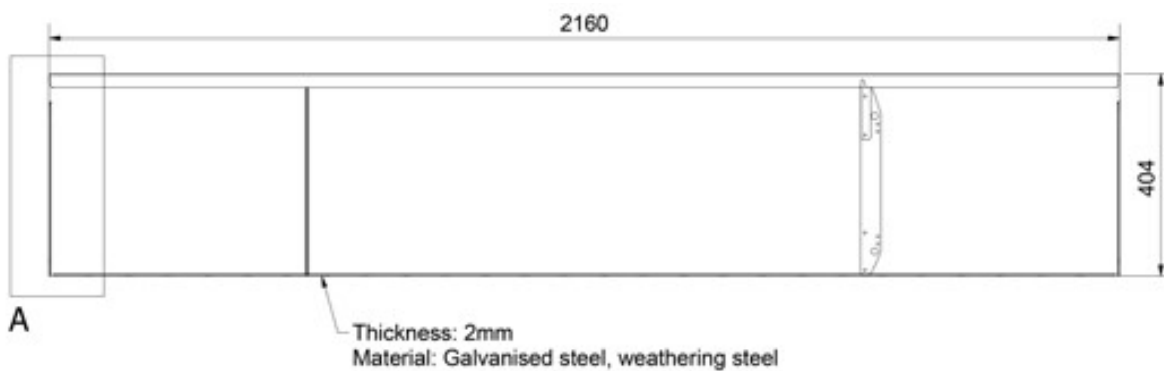 2160
404
A
Thickness: 2mm
Material: Galvanised steel, weathering steel